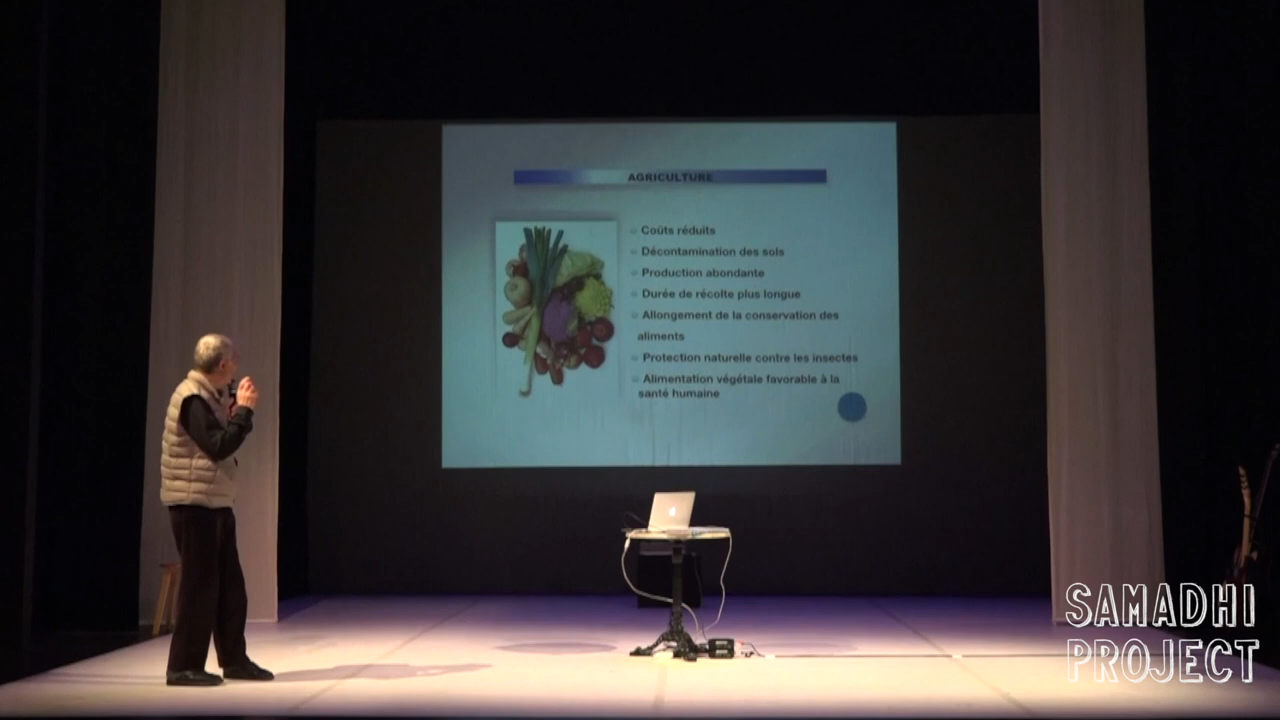 AGRICULTURE
Coûts réduits
Décontamination des sols
Production abondante
Durée de récolte plus longue
Allongement de la conservation des
aliments
Protection naturelle contre les insectes
Alimentation végétale favorable à la
santé humaine
SAMADHI
PROJECT